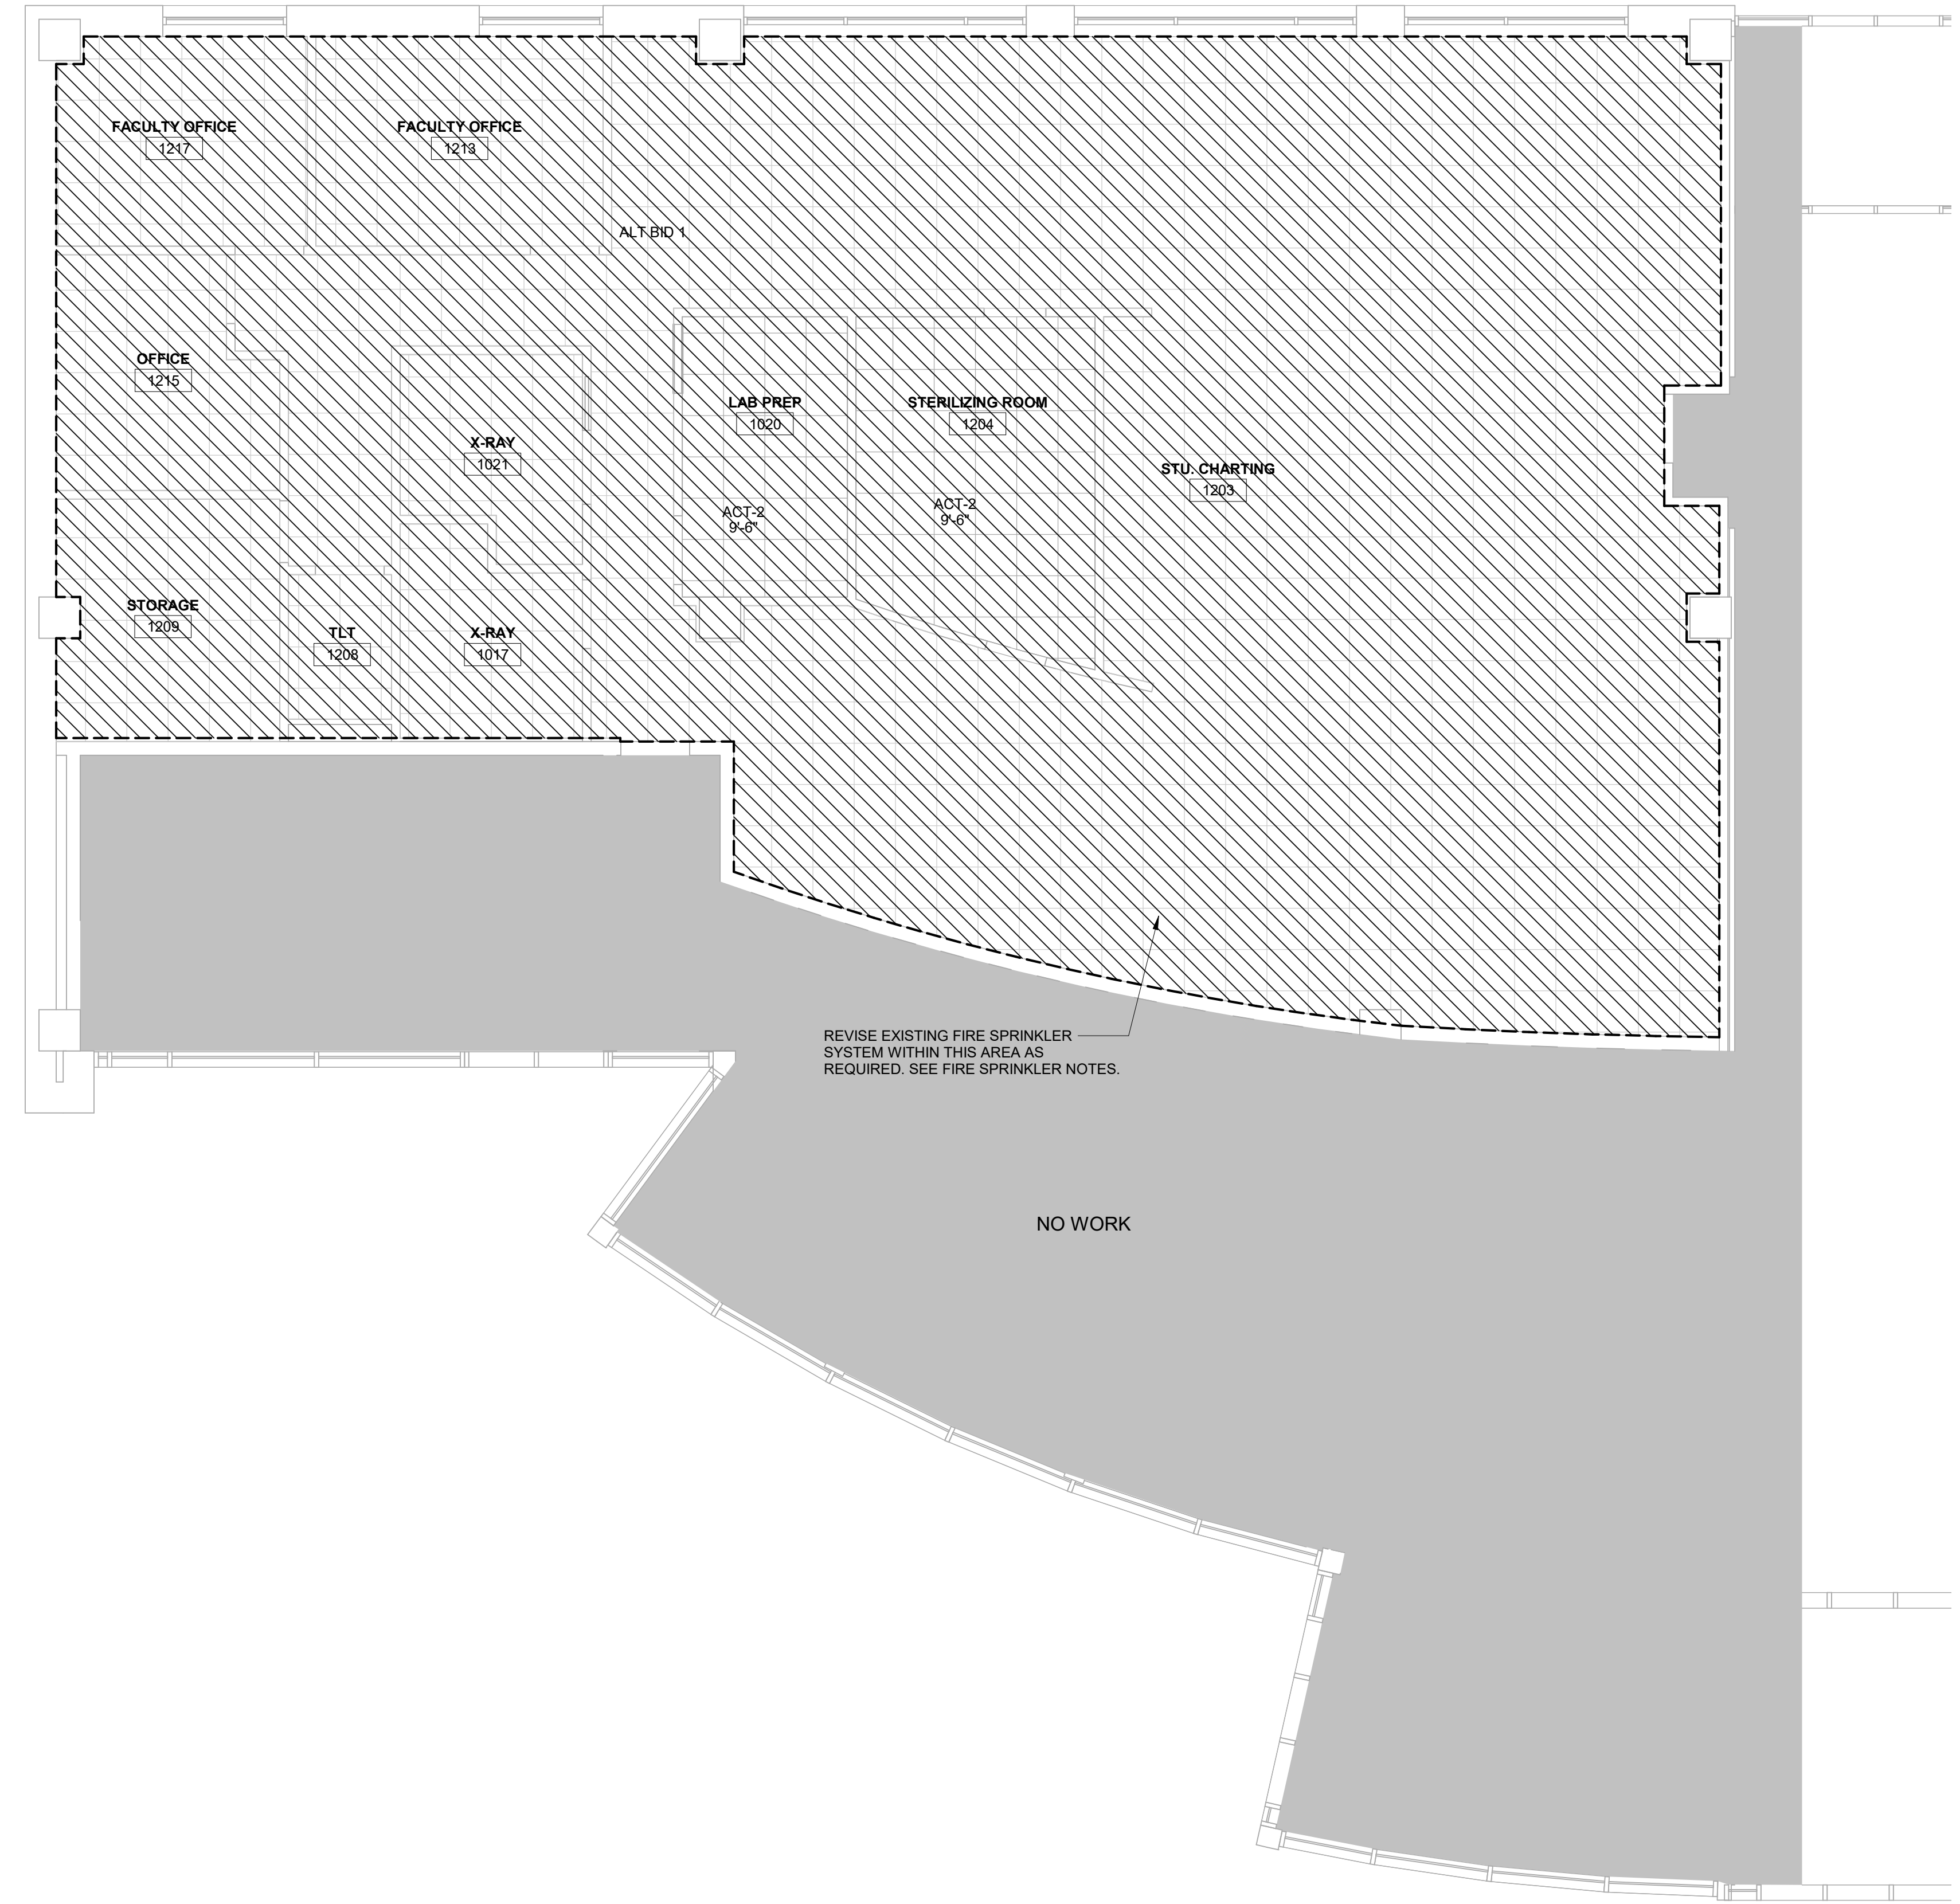 FACULTY OFFICE
1217
FACULTY OFFICE
1213
ALT BID 1
OFFICE
1215
X-RAY
1021
LAB PREP
1020
STERILIZING ROOM
1204
STU. CHARTING
1203
ACT-2
9'-6"
ACT-2
9'-6"
STORAGE
1209
TLT
1208
X-RAY
1017
REVISE EXISTING FIRE SPRINKLER
SYSTEM WITHIN THIS AREA AS
REQUIRED. SEE FIRE SPRINKLER NOTES.
NO WORK